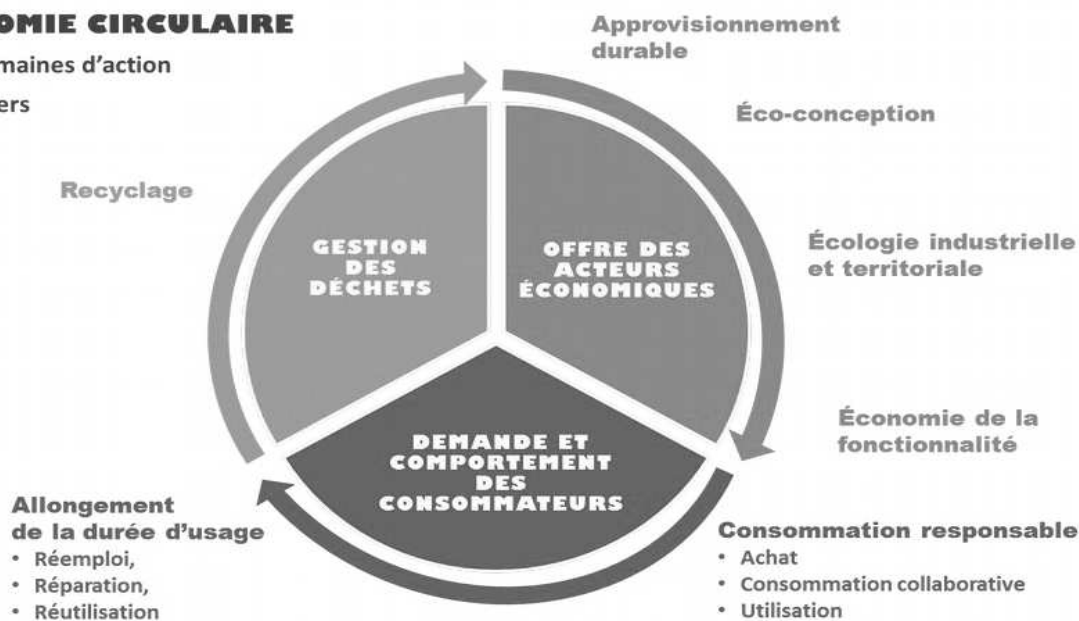 OMIE CIRCULAIRE
maines d'action
ers
Approvisionnement
durable
Éco-conception
Écologie industrielle
et territoriale
Économie de la
fonctionnalité
Consommation responsable
• Achat
• Consommation collaborative
• Utilisation
Allongement
de la durée d'usage
• Réemploi,
• Réparation,
• Réutilisation
Recyclage
GESTION
DES
DÉCHETS
OFFRE DES
ACTEURS
ÉCONOMIQUES
DEMANDE ET
COMPORTEMENT
DES
CONSOMMATEURS